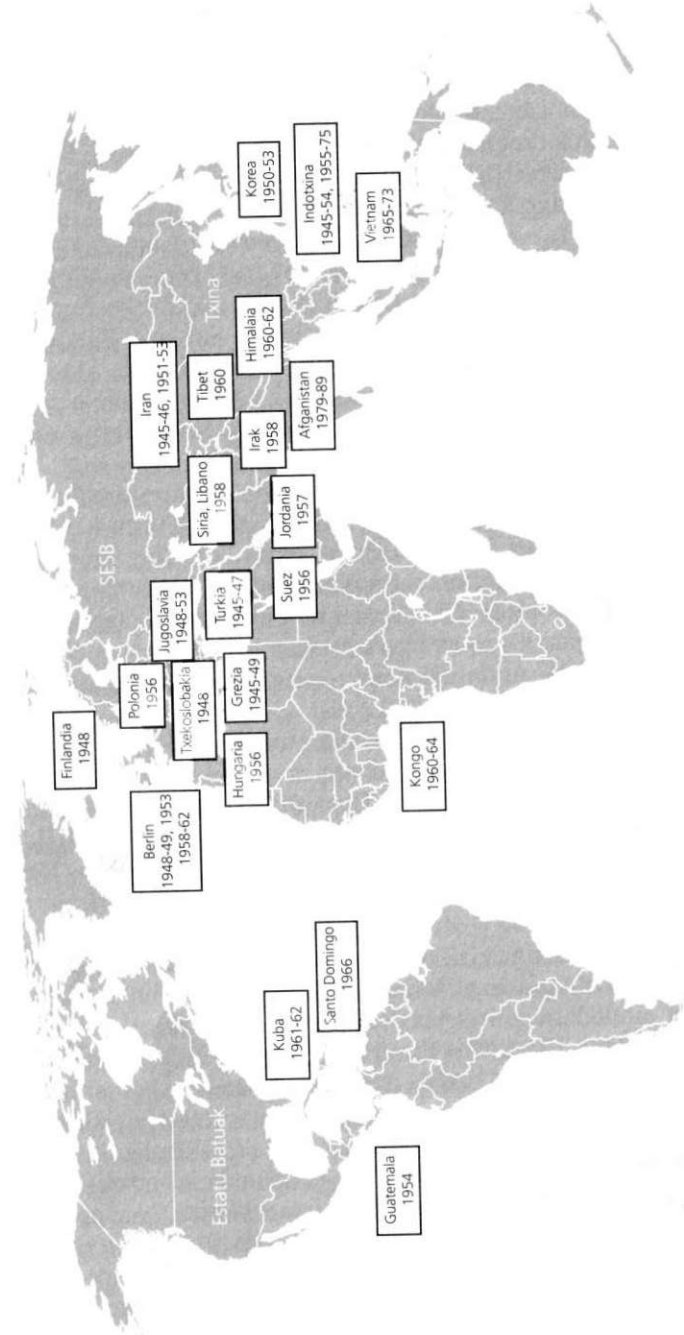 Finlandia
1948
Berlin
1948-49, 1953
1958-62
Polonia
1956
Txekoslobakia
1948
Hungaria
1956
Jugoslavia
1948-53
Grezia
1945-49
Turkia
1945-47
Suez
1956
SESB
Siria, Libano
1958
Jordania
1957
Iran
1945-46, 1951-53
Irak
1958
Tibet
1960
Himalaia
1960-62
Afganistan
1979-89
Txina
Korea
1950-53
Indotxina
1945-54, 1955-75
Vietnam
1965-73
Estatu Batuak
Kuba
1961-62
Santo Domingo
1966
Guatemala
1954
Kongo
1960-64